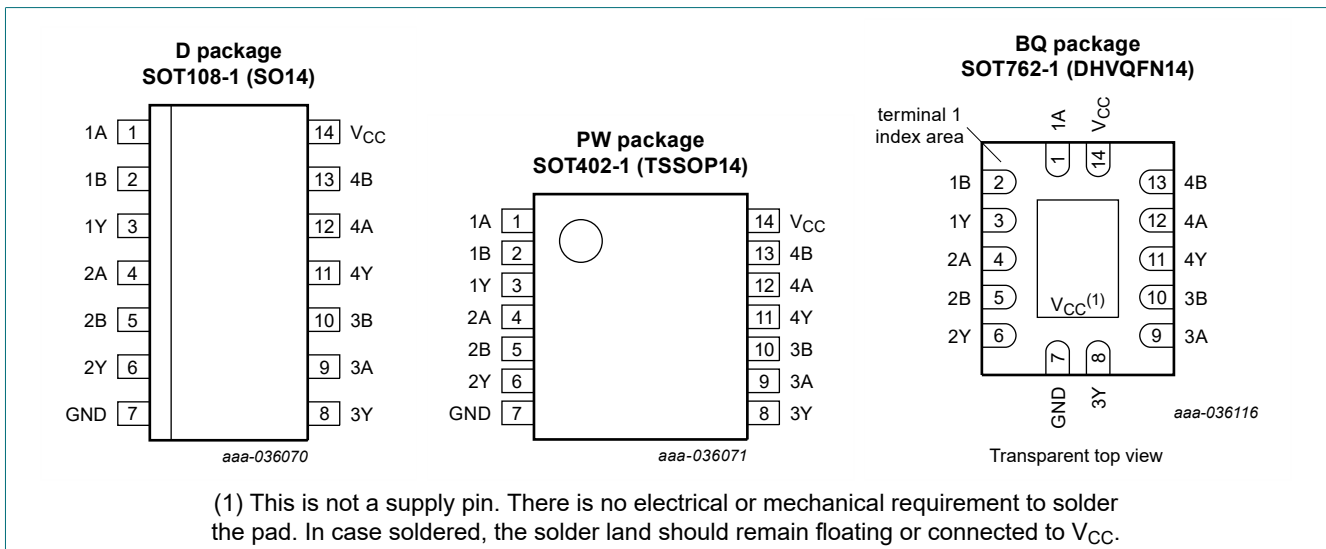 D package
SOT108-1 (SO14)
1A 1 14 VCC
1B 2 13 4B
1Y 3 12 4A
2A 4 11 4Y
2B 5 10 3B
2Y 6 9 3A
GND 7 8 3Y
aaa-036070
PW package
SOT402-1 (TSSOP14)
1A 1 14 VCC
1B 2 13 4B
1Y 3 12 4A
2A 4 11 4Y
2B 5 10 3B
2Y 6 9 3A
GND 7 8 3Y
aaa-036071
BQ package
SOT762-1 (DHVQFN14)
terminal 1
index area
1A VCC
1 14
1B 2 13 4B
1Y 3 12 4A
2A 4 11 4Y
2B 5 VCC(1) 10 3B
2Y 6 9 3A
7 8
GND 3Y
aaa-036116
Transparent top view
(1) This is not a supply pin. There is no electrical or mechanical requirement to solder
the pad. In case soldered, the solder land should remain floating or connected to VCC.